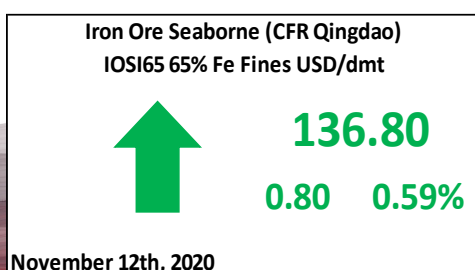 Iron Ore Seaborne (CFR Qingdao)
IOSI65 65% Fe Fines USD/dmt
136.80
0.80 0.59%
November 12th, 2020